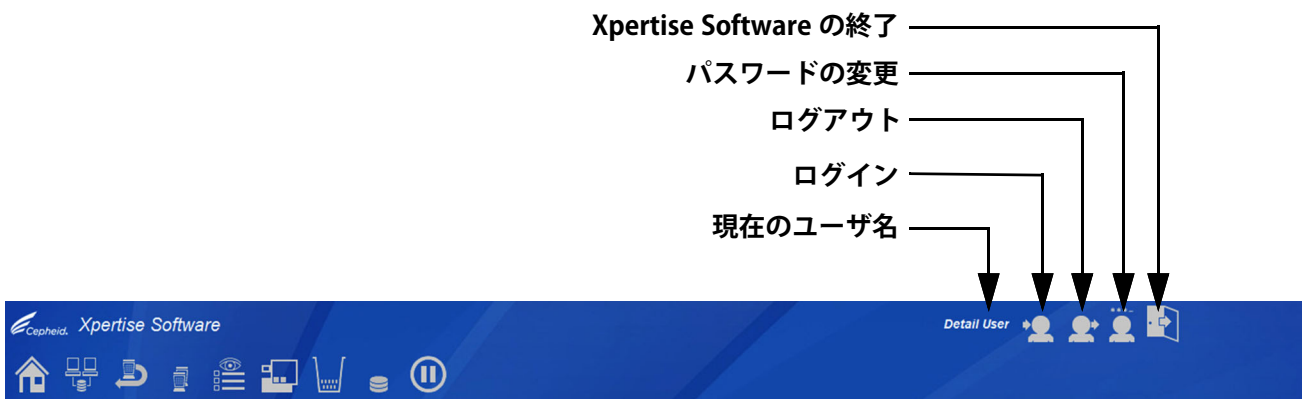 Xpertise Software の終了
パスワードの変更
ログアウト
ログイン
現在のユーザ名
Cepheid. Xpertise Software
Detail User